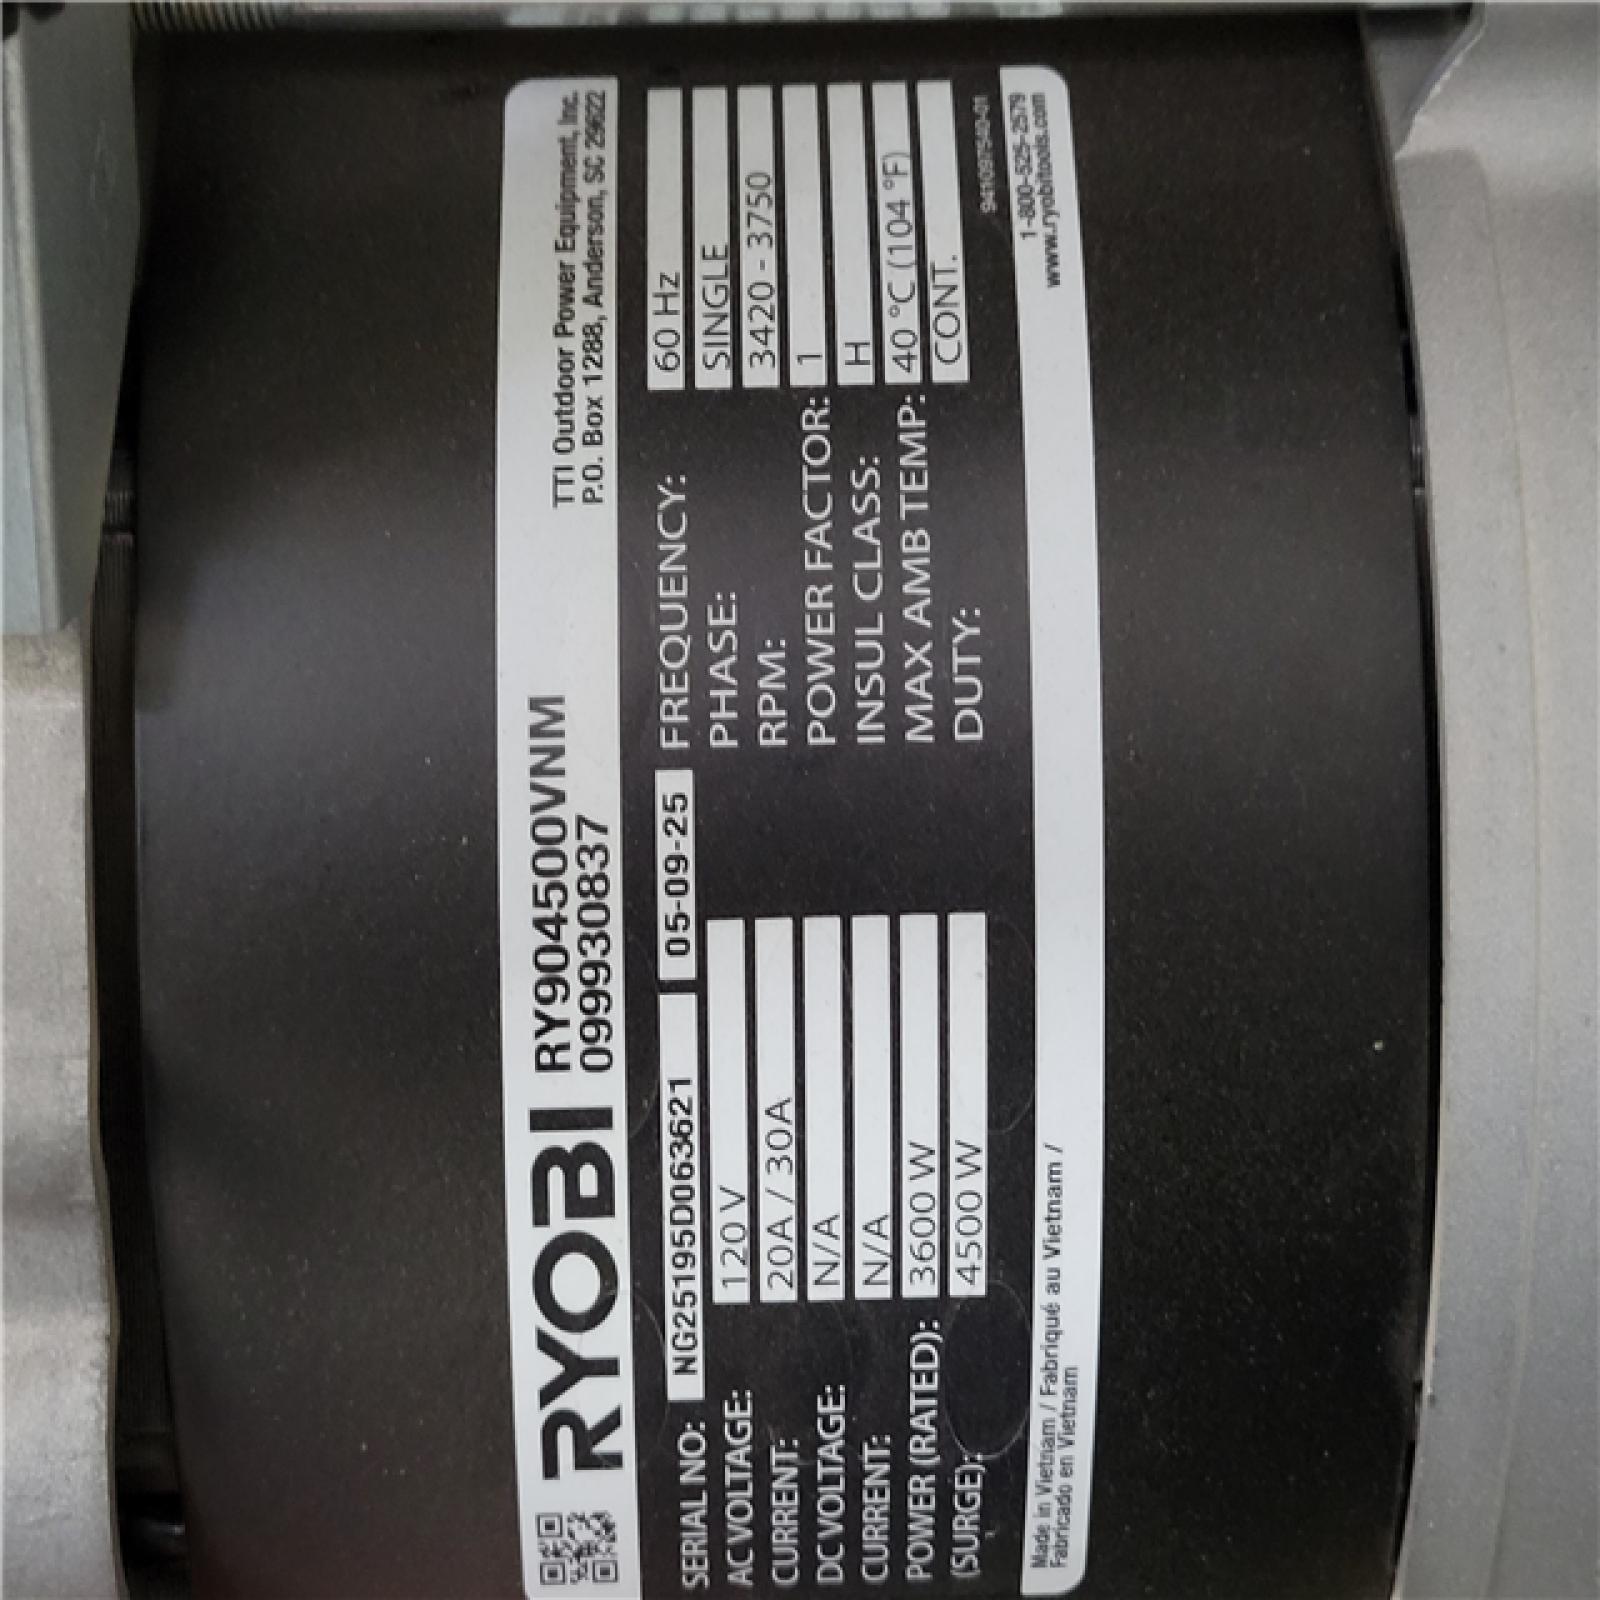 RYOBI RY904500VNM
099930837
TTI Outdoor Power Equipment, Inc.
P.O. Box 1288, Anderson, SC 29622
SERIAL NO: NG25195D063621 05-09-25
AC VOLTAGE: 120 V
CURRENT: 20A / 30A
DC VOLTAGE: N/A
CURRENT: N/A
POWER (RATED): 3600 W
(SURGE): 4500 W
FREQUENCY: 60 Hz
PHASE: SINGLE
RPM: 3420 - 3750
POWER FACTOR: 1
INSUL CLASS: H
MAX AMB TEMP: 40 °C (104 °F)
DUTY: CONT.
Made in Vietnam / Fabriqué au Vietnam /
Fabricado en Vietnam
1-800-525-2579
www.ryobitools.com